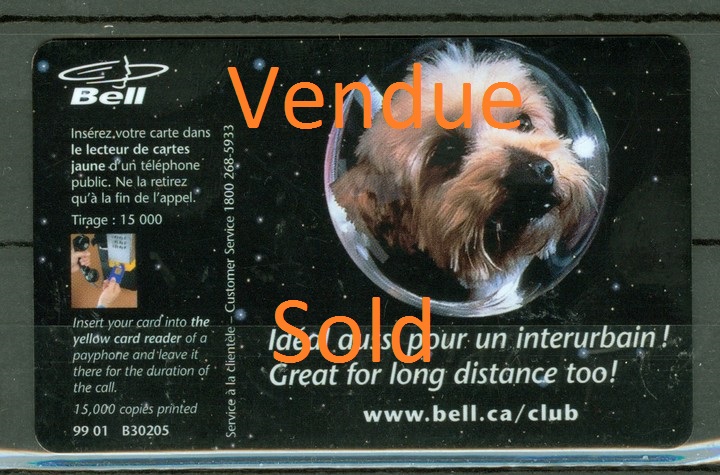 Bell
Insérez votre carte dans
le lecteur de cartes
jaune d'un téléphone
public. Ne la retirez
qu'à la fin de l'appel.
Tirage : 15 000
Insert your card into the
yellow card reader of a
payphone and leave it
there for the duration of
the call.
15,000 copies printed
99 01 B30205
Service à la clientèle – Customer Service 1 800 268-5933
Vendue
Sold
Idéal aussi pour un interurbain !
Great for long distance too!
www.bell.ca/club